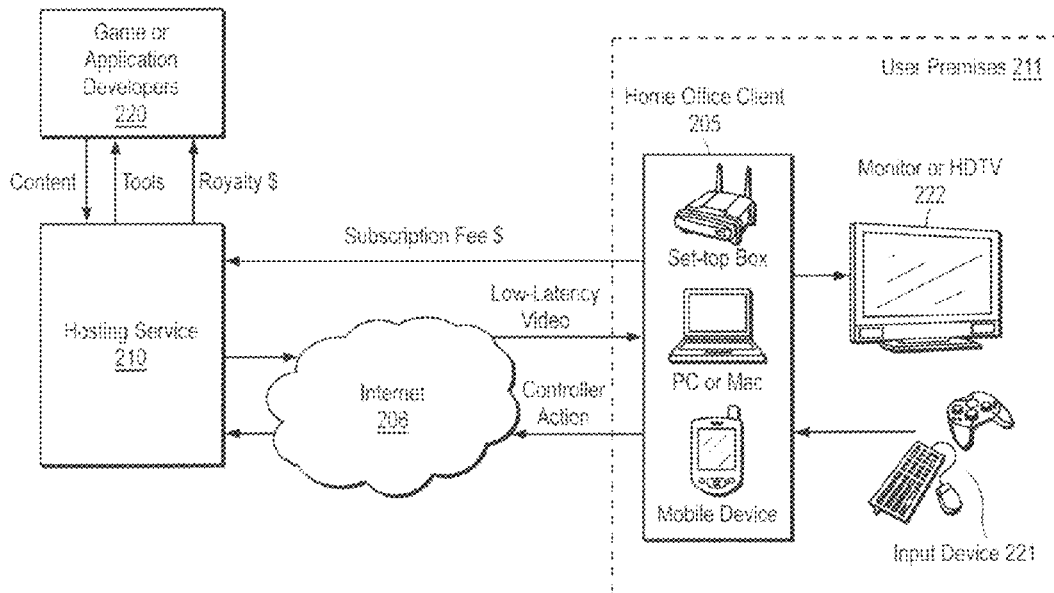 Game or
Application
Developers
220
User Premises 211
Home Office Client
205
Monitor or HDTV
222
Content
Tools
Royalty $
Subscription Fee $
Set-top Box
Low-Latency
Video
Hosting Service
210
Internet
206
PC or Mac
Controller
Action
Mobile Device
Input Device 221